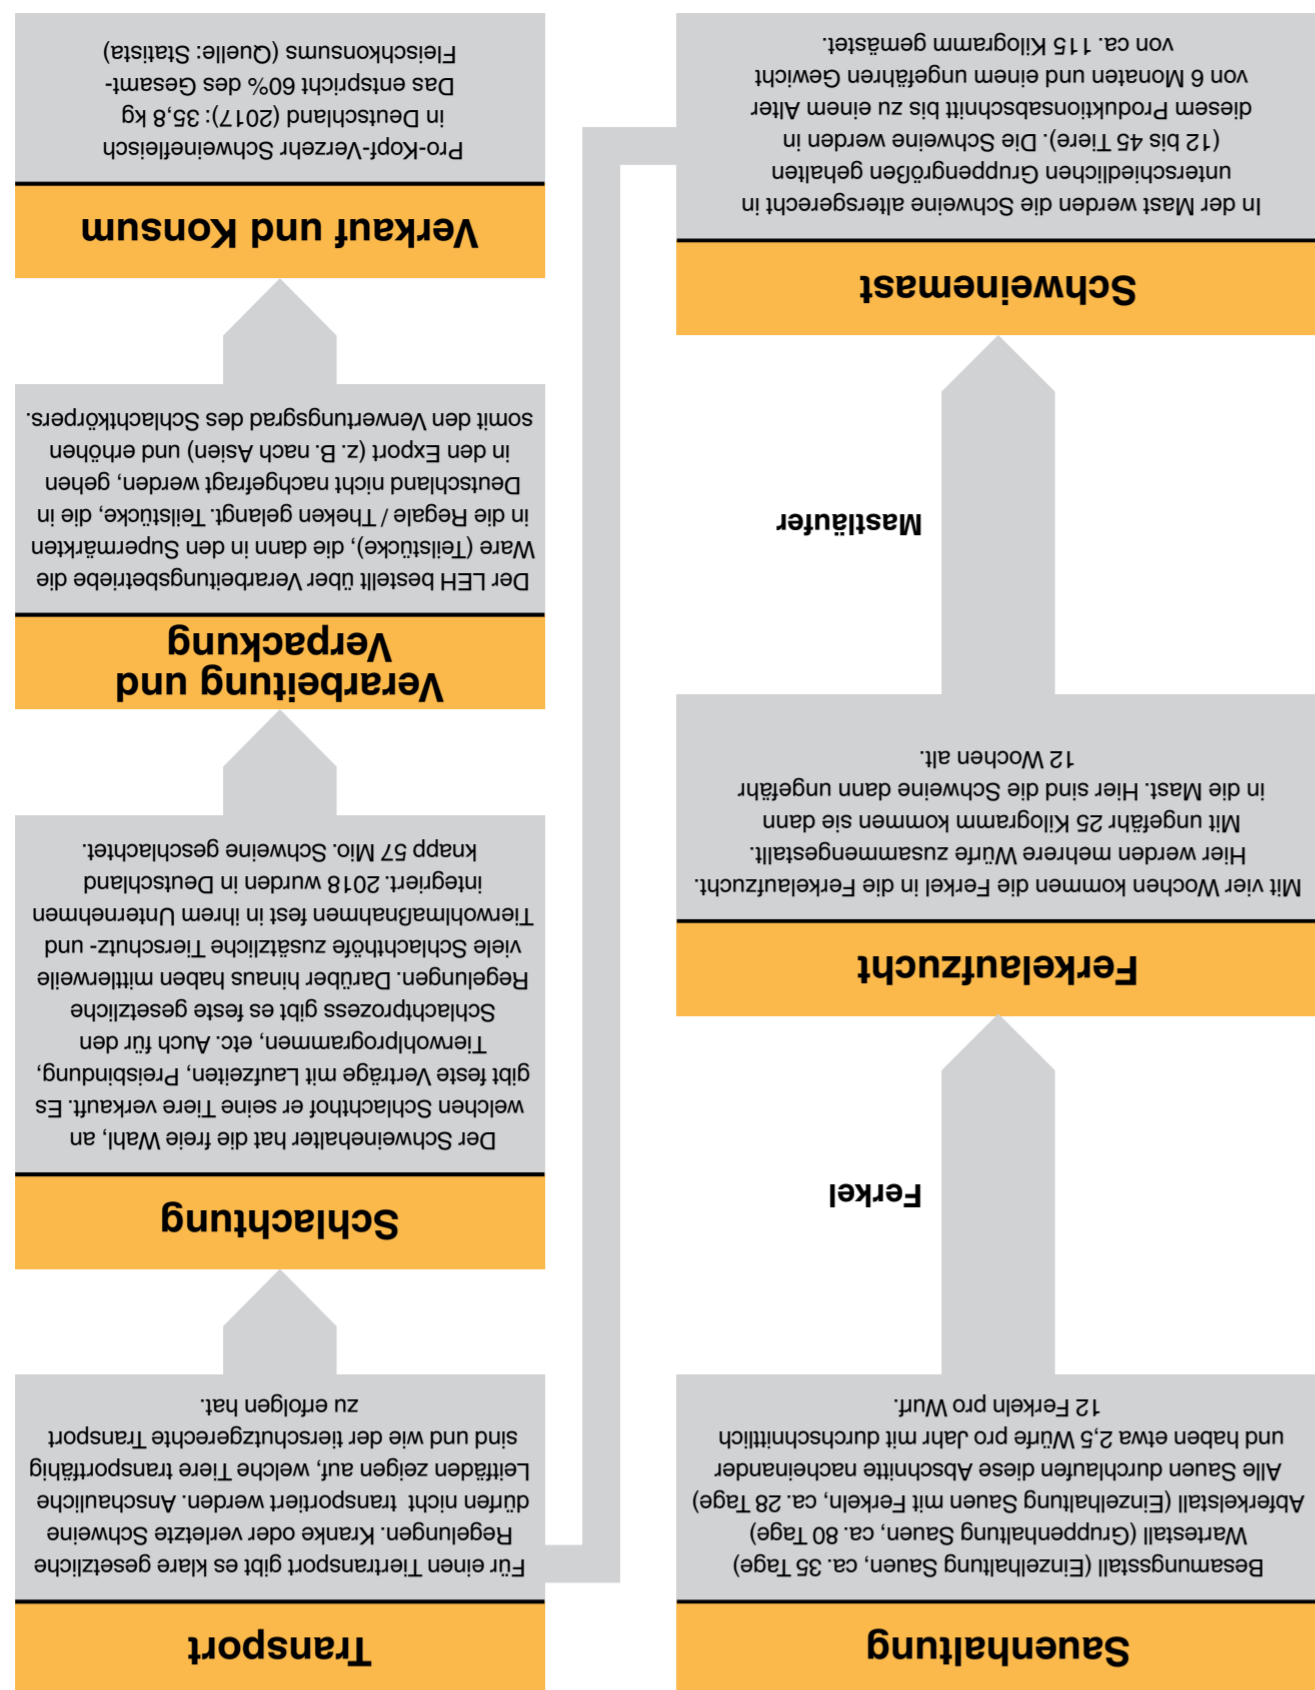 Sauenhaltung
Besamungsstall (Einzelhaltung Sauen, ca. 35 Tage)
Wartestall (Gruppenhaltung Sauen, ca. 80 Tage)
Abferkelstall (Einzelhaltung Sauen mit Ferkeln, ca. 28 Tage)
Alle Sauen durchlaufen diese Abschnitte nacheinander
und haben etwa 2,5 Würfe pro Jahr mit durchschnittlich
12 Ferkeln pro Wurf.
Ferkel
Ferkelaufzucht
Mit vier Wochen kommen die Ferkel in die Ferkelaufzucht.
Hier werden mehrere Würfe zusammengestallt.
Mit ungefähr 25 Kilogramm kommen sie dann
in die Mast. Hier sind die Schweine dann ungefähr
12 Wochen alt.
Mastläufer
Schweinemast
In der Mast werden die Schweine altersgerecht in
unterschiedlichen Gruppengrößen gehalten
(12 bis 45 Tiere). Die Schweine werden in
diesem Produktionsabschnitt bis zu einem Alter
von 6 Monaten und einem ungefähren Gewicht
von ca. 115 Kilogramm gemästet.
Transport
Für einen Tiertransport gibt es klare gesetzliche
Regelungen. Kranke oder verletzte Schweine
dürfen nicht transportiert werden. Anschauliche
Leitfäden zeigen auf, welche Tiere transportfähig
sind und wie der tierschutzgerechte Transport
zu erfolgen hat.
Schlachtung
Der Schweinehalter hat die freie Wahl, an
welchen Schlachthof er seine Tiere verkauft. Es
gibt feste Verträge mit Laufzeiten, Preisbindung,
Tierwohlprogrammen, etc. Auch für den
Schlachtprozess gibt es feste gesetzliche
Regelungen. Darüber hinaus haben mittlerweile
viele Schlachthöfe zusätzliche Tierschutz- und
Tierwohlmaßnahmen fest in ihrem Unternehmen
integriert. 2018 wurden in Deutschland
knapp 57 Mio. Schweine geschlachtet.
Verarbeitung und
Verpackung
Der LEH bestellt über Verarbeitungsbetriebe die
Ware (Teilstücke), die dann in den Supermärkten
in die Regale / Theken gelangt. Teilstücke, die in
Deutschland nicht nachgefragt werden, gehen
in den Export (z. B. nach Asien) und erhöhen
somit den Verwertungsgrad des Schlachtkörpers.
Verkauf und Konsum
Pro-Kopf-Verzehr Schweinefleisch
in Deutschland (2017): 35,8 kg
Das entspricht 60% des Gesamt-
Fleischkonsums (Quelle: Statista)